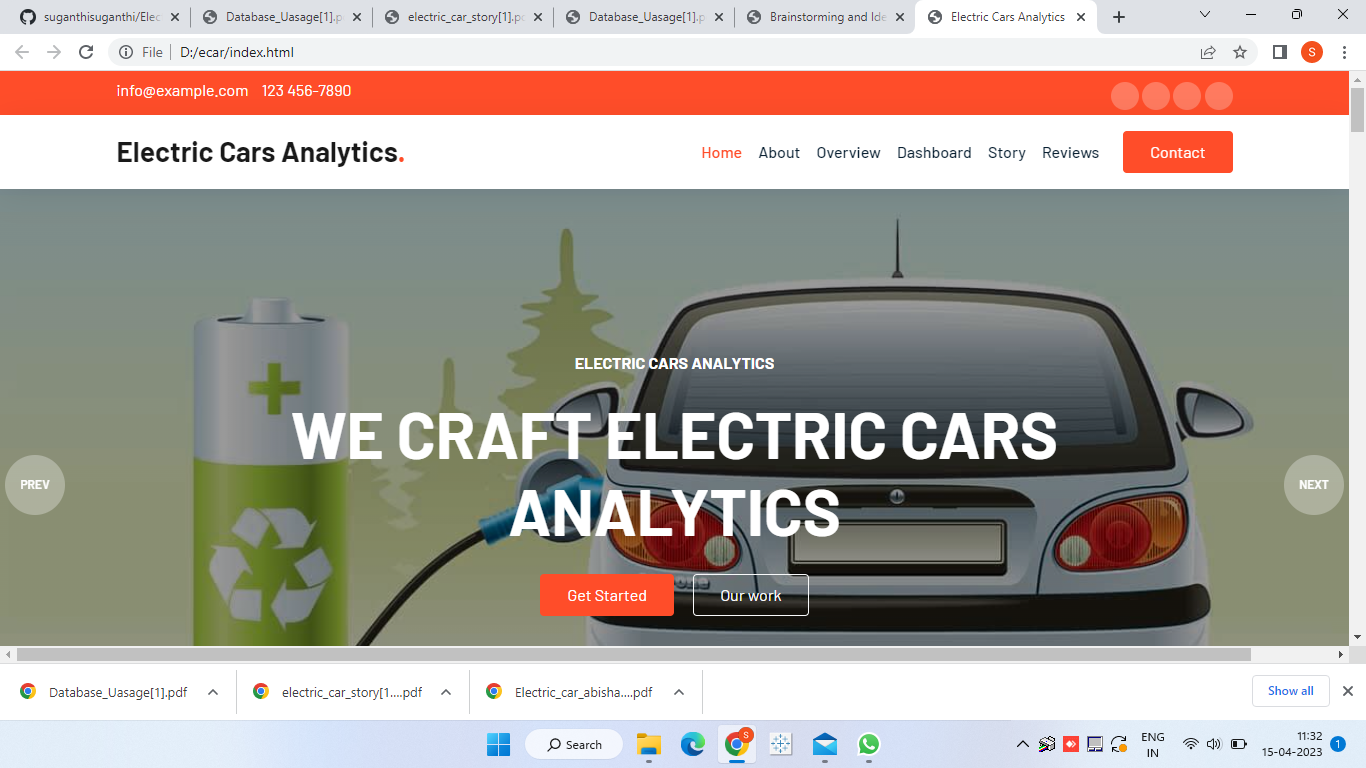 suganthisuganthi/Elec
Database_Uasage[1].p
electric_car_story[1].pc
Database_Uasage[1].p
Brainstorming and Ide
Electric Cars Analytics
File
D:/ecar/index.html
S
info@example.com 123 456-7890
Electric Cars Analytics.
Home About Overview Dashboard Story Reviews Contact
ELECTRIC CARS ANALYTICS
WE CRAFT ELECTRIC CARS
ANALYTICS
PREV
NEXT
Get Started
Our work
Database_Uasage[1].pdf
electric_car_story[1....pdf
Electric_car_abisha....pdf
Show all
Search
S
ENG
IN
11:32
15-04-2023
1